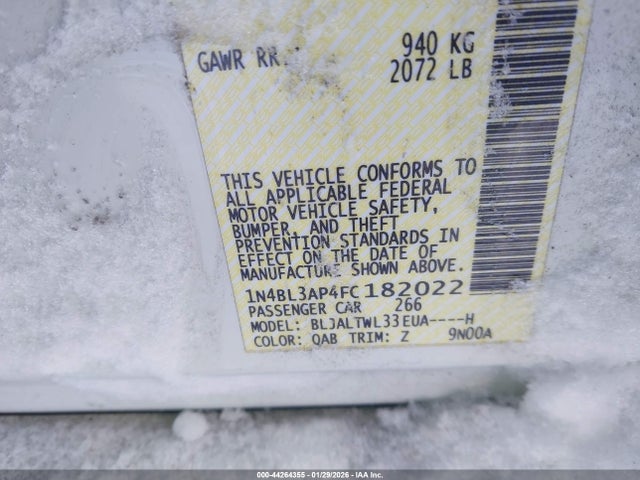 GAWR RR: 940 KG
2072 LB
THIS VEHICLE CONFORMS TO
ALL APPLICABLE FEDERAL
MOTOR VEHICLE SAFETY,
BUMPER, AND THEFT
PREVENTION STANDARDS IN
EFFECT ON THE DATE OF
MANUFACTURE SHOWN ABOVE.
1N4BL3AP4FC182022
PASSENGER CAR 266
MODEL: BLJALTWL33EUA----H
COLOR: QAB TRIM: Z 9N00A
000-44264355 | 01/29/2026 | IAA Inc.